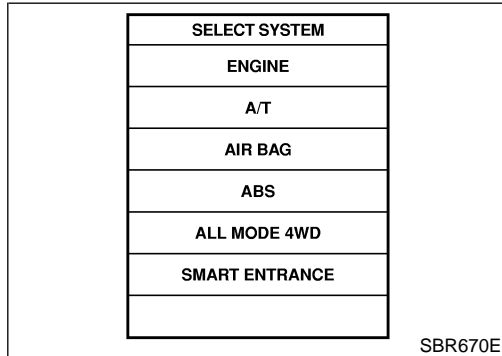 SELECT SYSTEM
ENGINE
A/T
AIR BAG
ABS
ALL MODE 4WD
SMART ENTRANCE
SBR670E